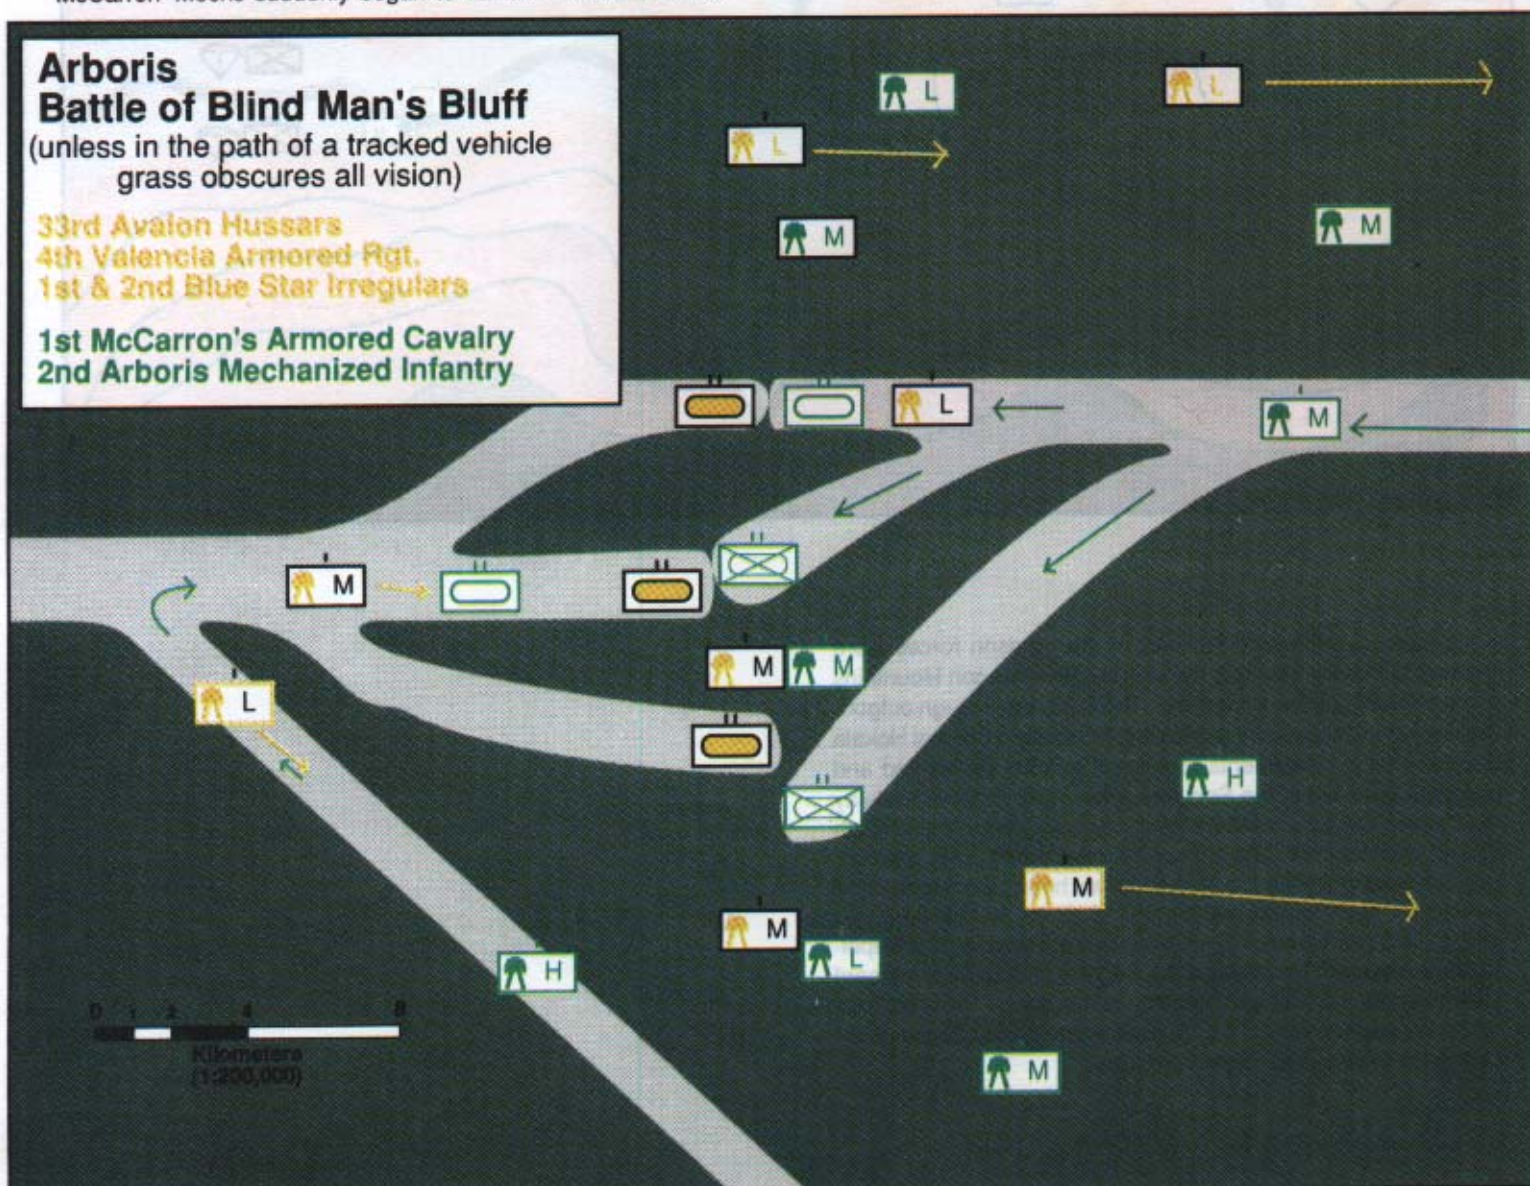 Arboris
Battle of Blind Man's Bluff
(unless in the path of a tracked vehicle
grass obscures all vision)
33rd Avalon Hussars
4th Valencia Armored Rgt.
1st & 2nd Blue Star Irregulars
1st McCarron's Armored Cavalry
2nd Arboris Mechanized Infantry
L
L
L
M
M
L
M
M
M
M
L
H
M
M
L
H
M
0 1 2 4 8
Kilometers
(1:200,000)